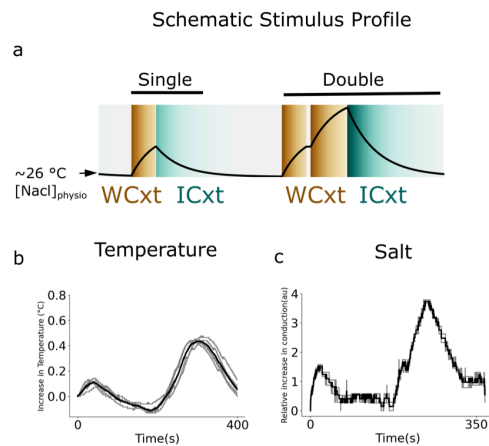 Schematic Stimulus Profile
a
Single
Double
~26 °C
[Nacl]physio
WCxt
ICxt
WCxt
ICxt
b
Temperature
Increase in Temperature (°C)
0.8
0.6
0.4
0.2
0.0
0
400
Time(s)
c
Salt
Relative Increase in conduction(au)
4
3
2
1
0
0
350
Time(s)